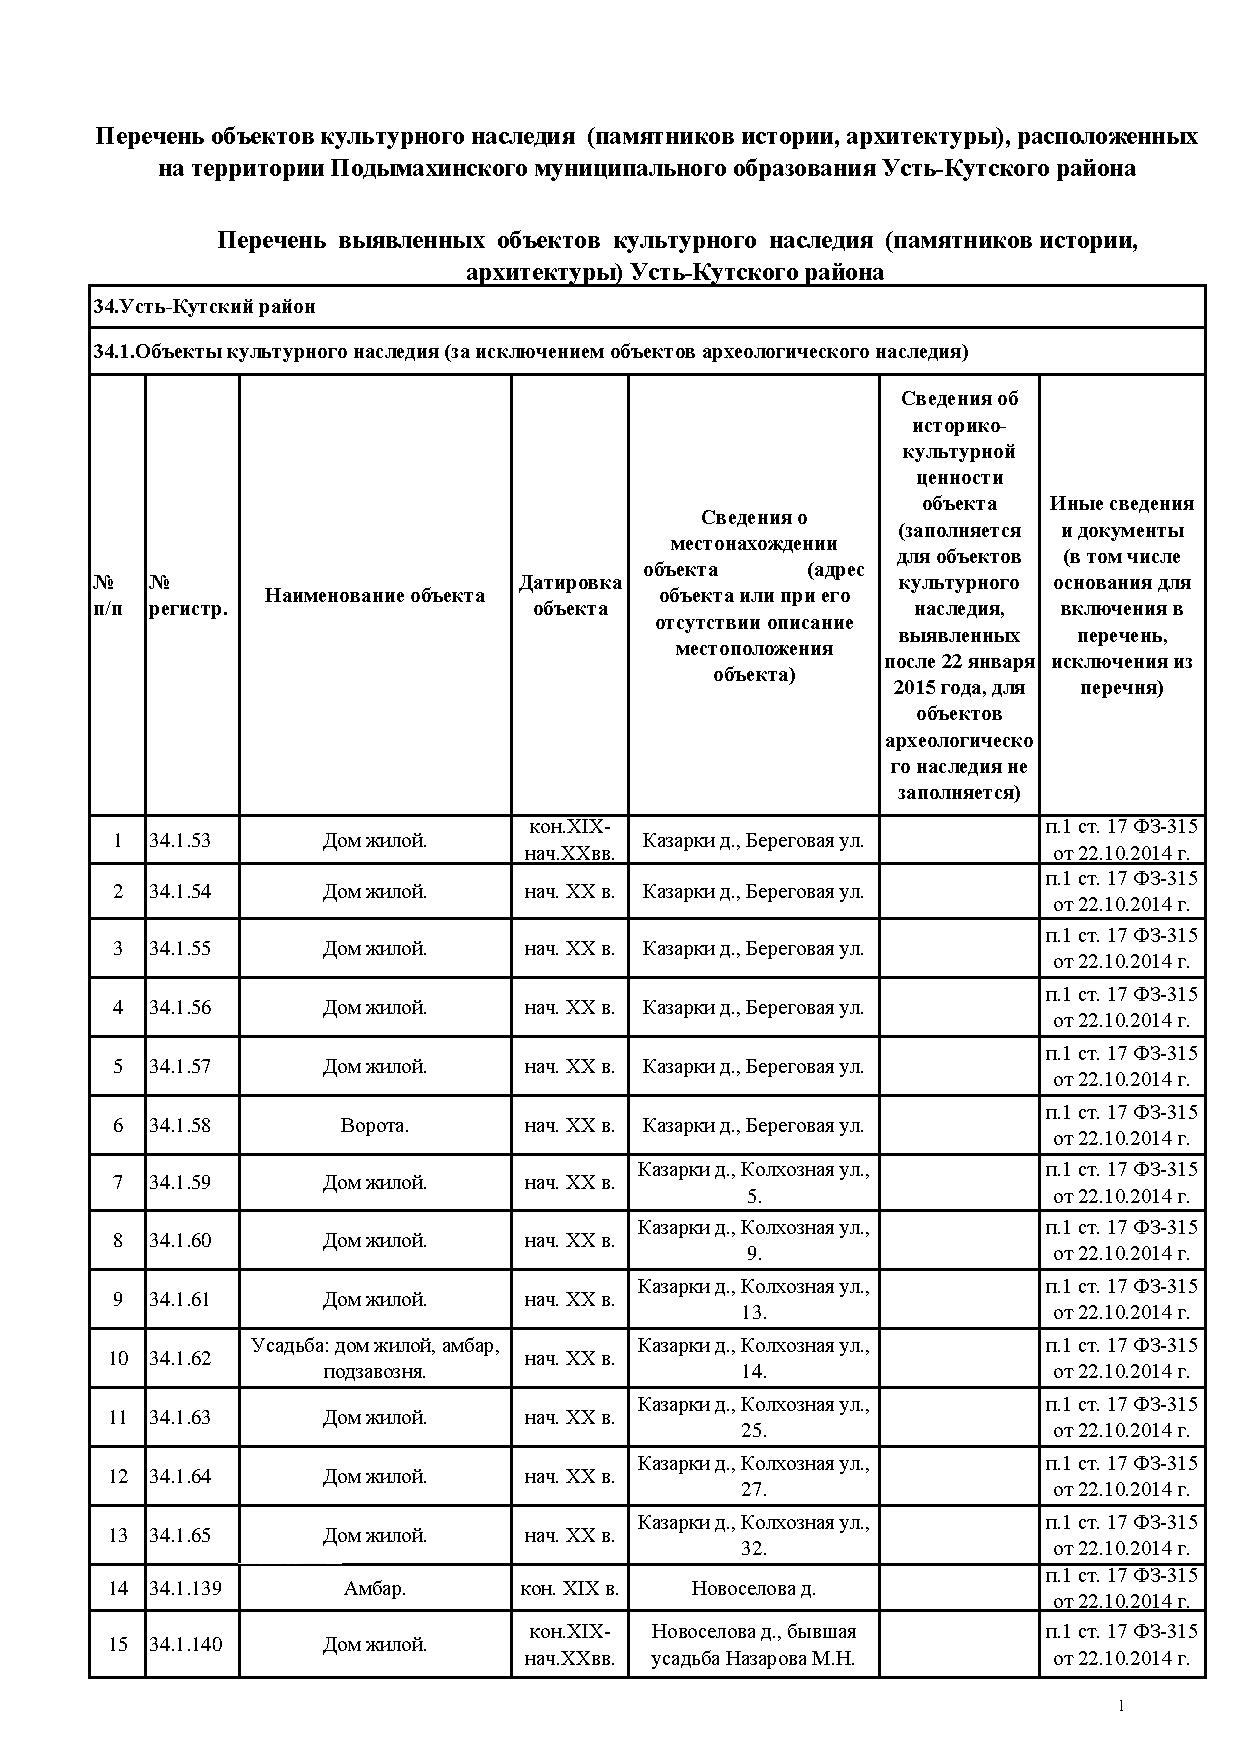 Перечень объектов культурного наследия (памятников истории, архитектуры), расположенных
на территории Подымахинского муниципального образования Усть-Кутского района
Перечень выявленных объектов культурного наследия (памятников истории,
архитектуры) Усть-Кутского района
34.Усть-Кутский район
34.1.Объекты культурного наследия (за исключением объектов археологического наследия)
№
п/п
№
регистр.
Наименование объекта
Датировка
объекта
Сведения о
местонахождении
объекта (адрес
объекта или при его
отсутствии описание
местоположения
объекта)
Сведения об
историко-
культурной
ценности
объекта
(заполняется
для объектов
культурного
наследия,
выявленных
после 22 января
2015 года, для
объектов
археологическо
го наследия не
заполняется)
Иные сведения
и документы
(в том числе
основания для
включения в
перечень,
исключения из
перечня)
1 34.1.53 Дом жилой. кон.XIX-
нач.XXвв. Казарки д., Береговая ул. п.1 ст. 17 ФЗ-315
от 22.10.2014 г.
2 34.1.54 Дом жилой. нач. XX в. Казарки д., Береговая ул. п.1 ст. 17 ФЗ-315
от 22.10.2014 г.
3 34.1.55 Дом жилой. нач. XX в. Казарки д., Береговая ул. п.1 ст. 17 ФЗ-315
от 22.10.2014 г.
4 34.1.56 Дом жилой. нач. XX в. Казарки д., Береговая ул. п.1 ст. 17 ФЗ-315
от 22.10.2014 г.
5 34.1.57 Дом жилой. нач. XX в. Казарки д., Береговая ул. п.1 ст. 17 ФЗ-315
от 22.10.2014 г.
6 34.1.58 Ворота. нач. XX в. Казарки д., Береговая ул. п.1 ст. 17 ФЗ-315
от 22.10.2014 г.
7 34.1.59 Дом жилой. нач. XX в. Казарки д., Колхозная ул.,
5. п.1 ст. 17 ФЗ-315
от 22.10.2014 г.
8 34.1.60 Дом жилой. нач. XX в. Казарки д., Колхозная ул.,
9. п.1 ст. 17 ФЗ-315
от 22.10.2014 г.
9 34.1.61 Дом жилой. нач. XX в. Казарки д., Колхозная ул.,
13. п.1 ст. 17 ФЗ-315
от 22.10.2014 г.
10 34.1.62 Усадьба: дом жилой, амбар,
подзавозня. нач. XX в. Казарки д., Колхозная ул.,
14. п.1 ст. 17 ФЗ-315
от 22.10.2014 г.
11 34.1.63 Дом жилой. нач. XX в. Казарки д., Колхозная ул.,
25. п.1 ст. 17 ФЗ-315
от 22.10.2014 г.
12 34.1.64 Дом жилой. нач. XX в. Казарки д., Колхозная ул.,
27. п.1 ст. 17 ФЗ-315
от 22.10.2014 г.
13 34.1.65 Дом жилой. нач. XX в. Казарки д., Колхозная ул.,
32. п.1 ст. 17 ФЗ-315
от 22.10.2014 г.
14 34.1.139 Амбар. кон. XIX в. Новоселова д. п.1 ст. 17 ФЗ-315
от 22.10.2014 г.
15 34.1.140 Дом жилой. кон.XIX-
нач.XXвв. Новоселова д., бывшая
усадьба Назарова М.Н. п.1 ст. 17 ФЗ-315
от 22.10.2014 г.
1